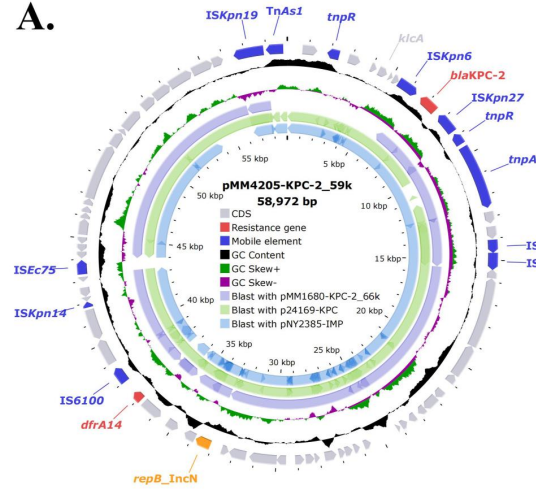 A.
ISKpn19
TnAs1
tnpR
klcA
ISKpn6
blaKPC-2
ISKpn27
tnpR
tnpA
IS
IS
ISEc75
ISKpn14
IS6100
dfrA14
repB_IncN
55 kbp
5 kbp
50 kbp
10 kbp
45 kbp
15 kbp
40 kbp
20 kbp
35 kbp
25 kbp
30 kbp
pMM4205-KPC-2_59k
58,972 bp
CDS
Resistance gene
Mobile element
GC Content
GC Skew+
GC Skew-
Blast with pMM1680-KPC-2_66k
Blast with p24169-KPC
Blast with pNY2385-IMP